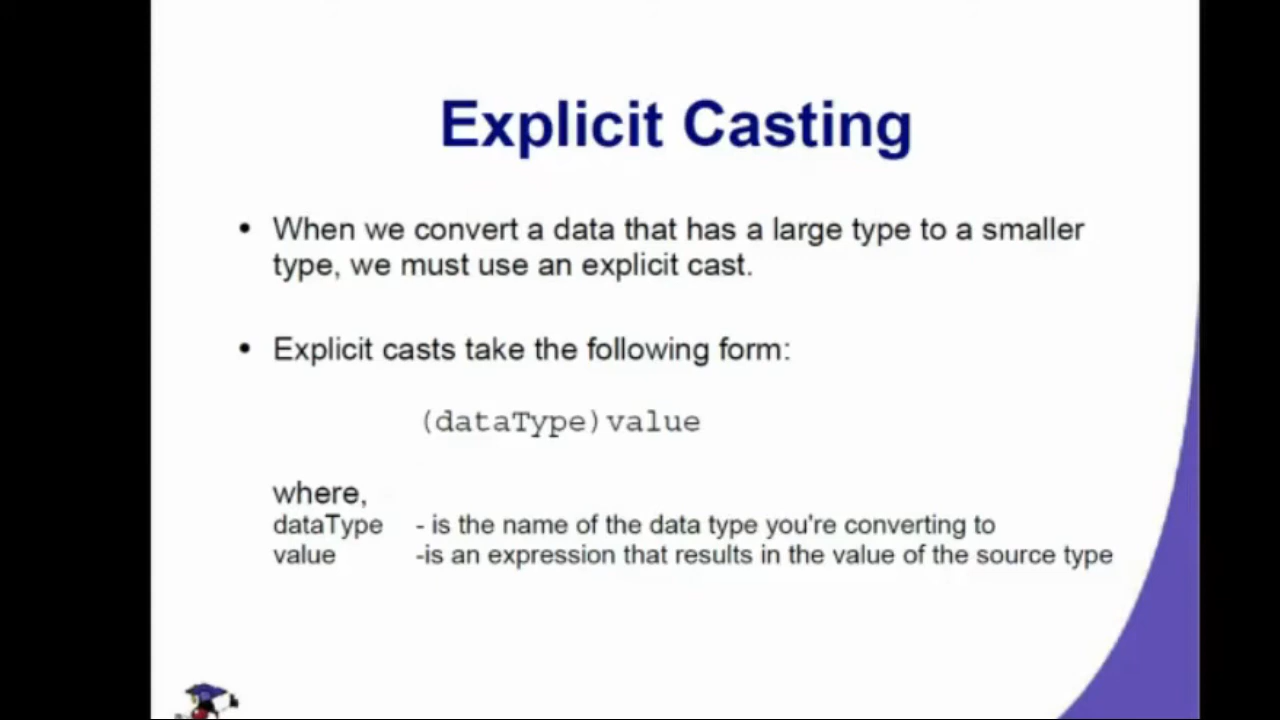 Explicit Casting
• When we convert a data that has a large type to a smaller
type, we must use an explicit cast.
• Explicit casts take the following form:
(dataType)value
where,
dataType - is the name of the data type you're converting to
value -is an expression that results in the value of the source type